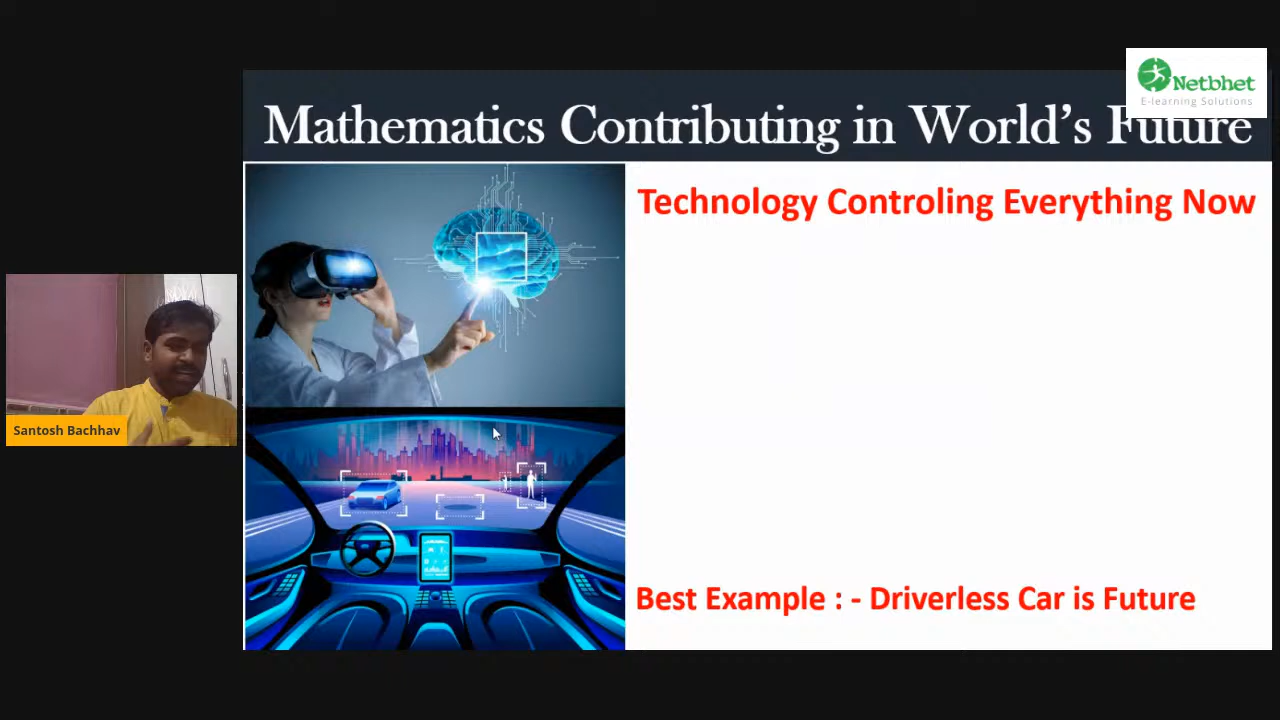 Netbhet
E-learning Solutions
Mathematics Contributing in World's Future
Technology Controling Everything Now
Santosh Bachhav
Best Example : - Driverless Car is Future